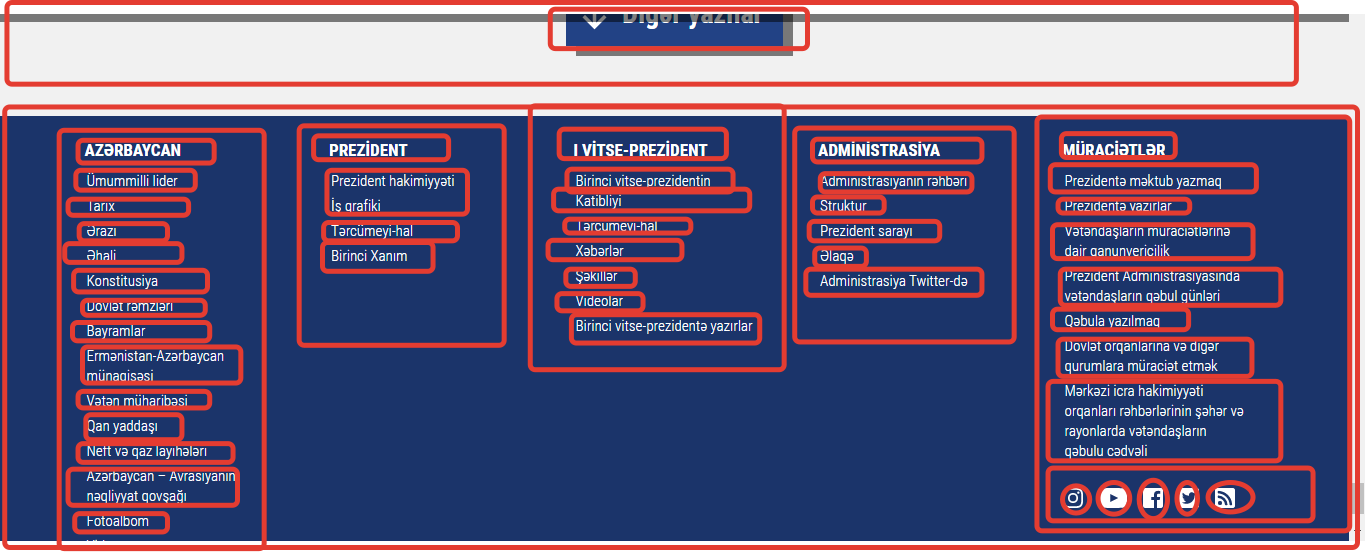 Digər yazılar
AZƏRBAYCAN
Ümummilli lider
Tarix
Ərazi
Əhali
Konstitusiya
Dövlət rəmzləri
Bayramlar
Ermənistan-Azərbaycan
münaqişəsi
Vətən müharibəsi
Qan yaddaşı
Neft və qaz layihələri
Azərbaycan – Avrasiyanın
nəqliyyat qovşağı
Fotoalbom
PREZİDENT
Prezident hakimiyyəti
İş qrafiki
Tərcümeyi-hal
Birinci Xanım
I VİTSE-PREZİDENT
Birinci vitse-prezidentin
Katibliyi
Tərcümeyi-hal
Xəbərlər
Şəkillər
Videolar
Birinci vitse-prezidentə yazırlar
ADMİNİSTRASİYA
Administrasiyanın rəhbəri
Struktur
Prezident sarayı
Əlaqə
Administrasiya Twitter-də
MÜRACİƏTLƏR
Prezidentə məktub yazmaq
Prezidentə yazırlar
Vətəndaşların müraciətlərinə
dair qanunvericilik
Prezident Administrasiyasında
vətəndaşların qəbul günləri
Qəbula yazılmaq
Dövlət orqanlarına və digər
qurumlara müraciət etmək
Mərkəzi icra hakimiyyəti
orqanları rəhbərlərinin şəhər və
rayonlarda vətəndaşların
qəbulu cədvəli